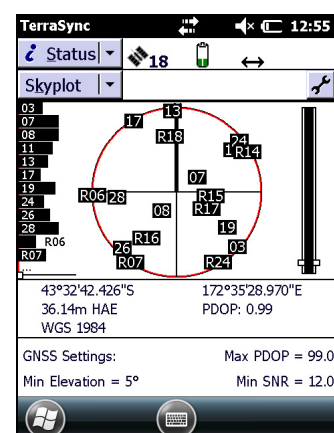 TerraSync 12:55
i Status 18
Skyplot
03
07
08
11
13
17
19
24
26
28
R06
R07
...
13
17
R18
24
R14
07
R06 28
R15
08
R17
19
R16
26
03
R07
R24
43°32'42.426"S 172°35'28.970"E
36.14m HAE PDOP: 0.99
WGS 1984
GNSS Settings: Max PDOP = 99.0
Min Elevation = 5° Min SNR = 12.0